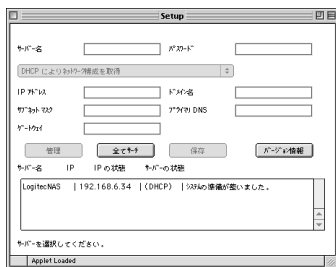 Setup
サーバー名 パスワード
DHCP によりネットワーク構成を取得
IP アドレス ドメイン名
サブネットマスク プライマリ DNS
ゲートウェイ
管理 全てサーチ 保存 バージョン情報
サーバー名 IP IP の状態 サーバーの状態
LogitecNAS |192.168.6.34 |(DHCP) |システムの準備が整いました。
サーバーを選択してください。
Applet Loaded